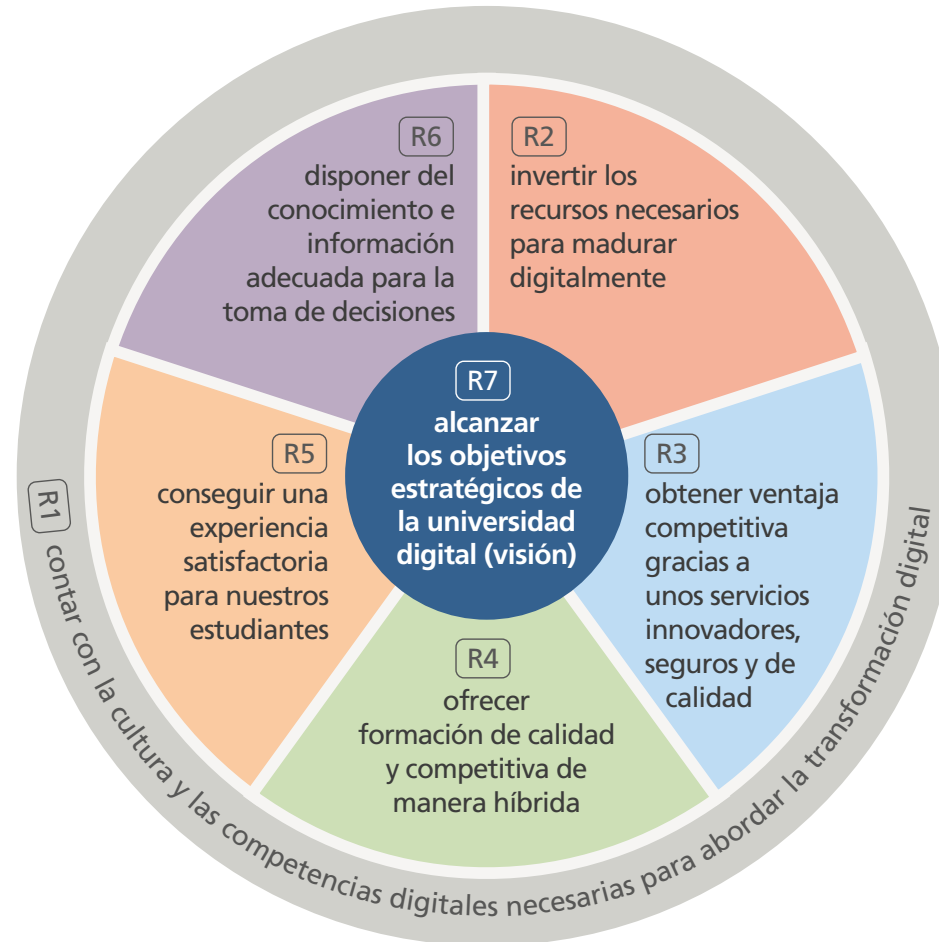 R6
disponer del
conocimiento e
información
adecuada para la
toma de decisiones
R2
invertir los
recursos necesarios
para madurar
digitalmente
R7
alcanzar
los objetivos
estratégicos de
la universidad
digital (visión)
R5
conseguir una
experiencia
satisfactoria
para nuestros
estudiantes
R3
obtener ventaja
competitiva
gracias a
unos servicios
innovadores,
seguros y de
calidad
R4
ofrecer
formación de calidad
y competitiva de
manera híbrida
R1 contar con la cultura y las competencias digitales necesarias para abordar la transformación digital